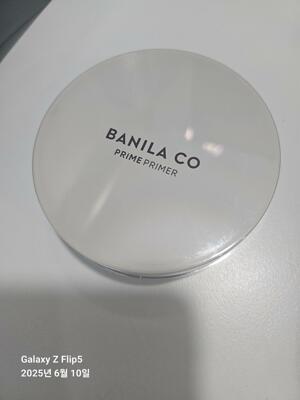 BANILA CO
PRIME PRIMER
Galaxy Z Flip5
2025년 6월 10일